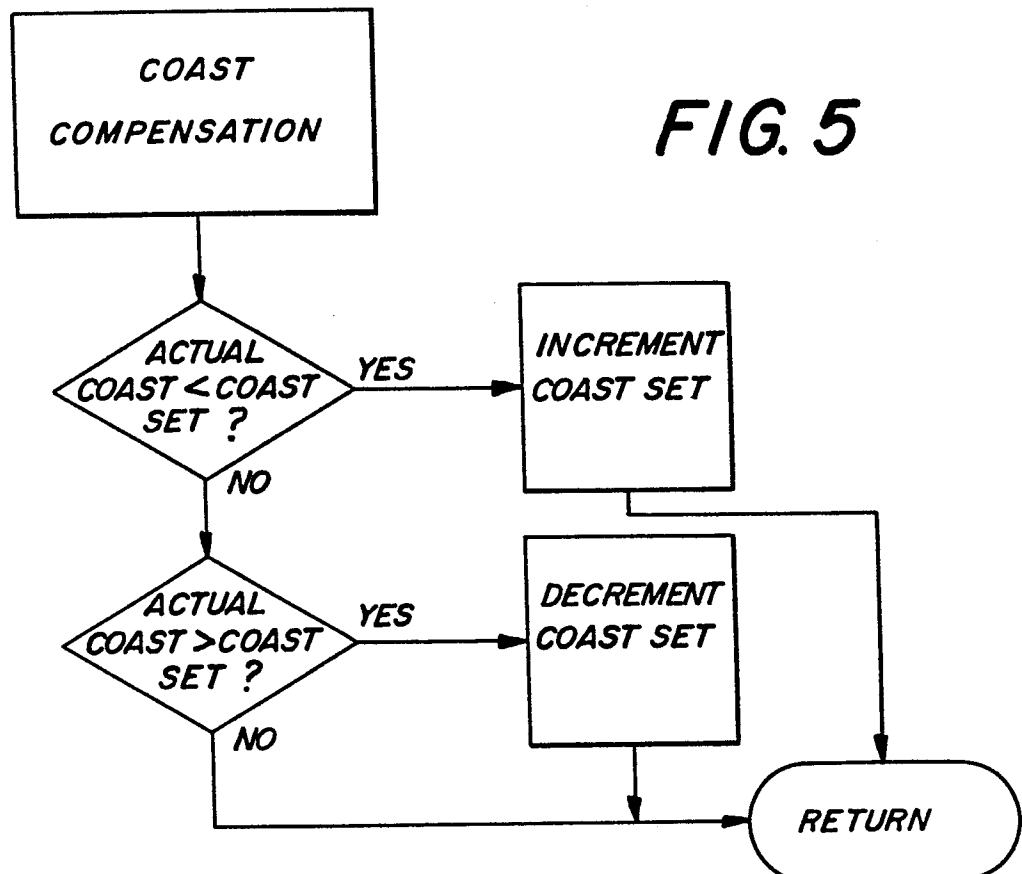 COAST
COMPENSATION
FIG. 5
ACTUAL
COAST < COAST
SET ?
YES
INCREMENT
COAST SET
NO
ACTUAL
COAST > COAST
SET ?
YES
DECREMENT
COAST SET
NO
RETURN